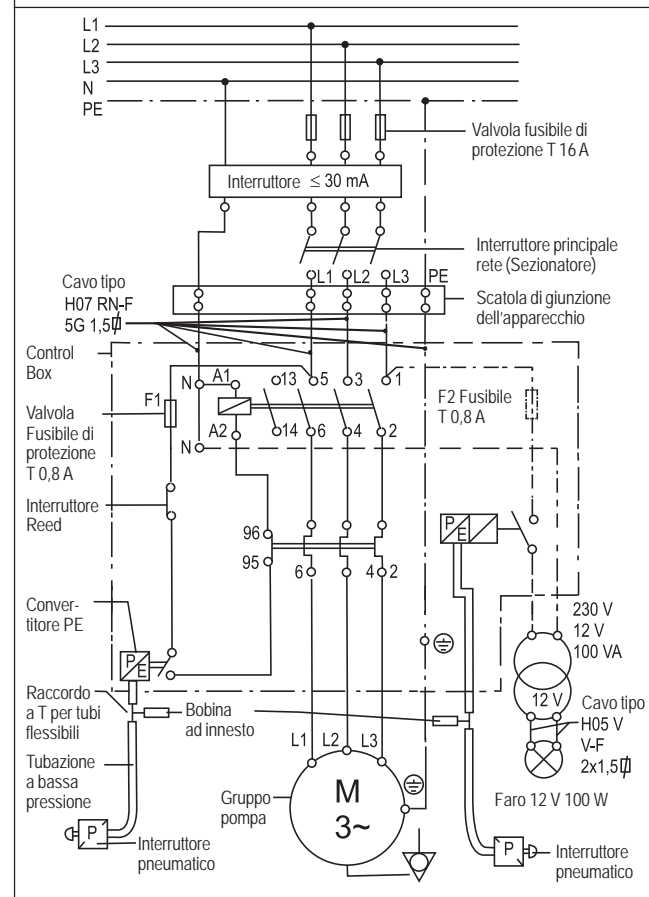 L1
L2
L3
N
PE
Valvola fusibile di
protezione T 16 A
Interruttore ≤ 30 mA
Interruttore principale
rete (Sezionatore)
L1 L2 L3 PE
Scatola di giunzione
dell'apparecchio
Cavo tipo
H07 RN-F
5G 1,5
Control
Box
N A1 13 5 3 1
F1
F2 Fusibile
T 0,8 A
Valvola
Fusibile di
protezione
T 0,8 A
A2 14 6 4 2
N
Interruttore
Reed
96
95
6 4 2
P E
Conver-
titore PE
P E
230 V
12 V
100 VA
12 V
Raccordo
a T per tubi
flessibili
Bobina
ad innesto
Cavo tipo
H05 V
V-F
2x1,5
Tubazione
a bassa
pressione
L1 L2 L3
Gruppo
pompa
M
3~
Faro 12 V 100 W
P
Interruttore
pneumatico
P
Interruttore
pneumatico